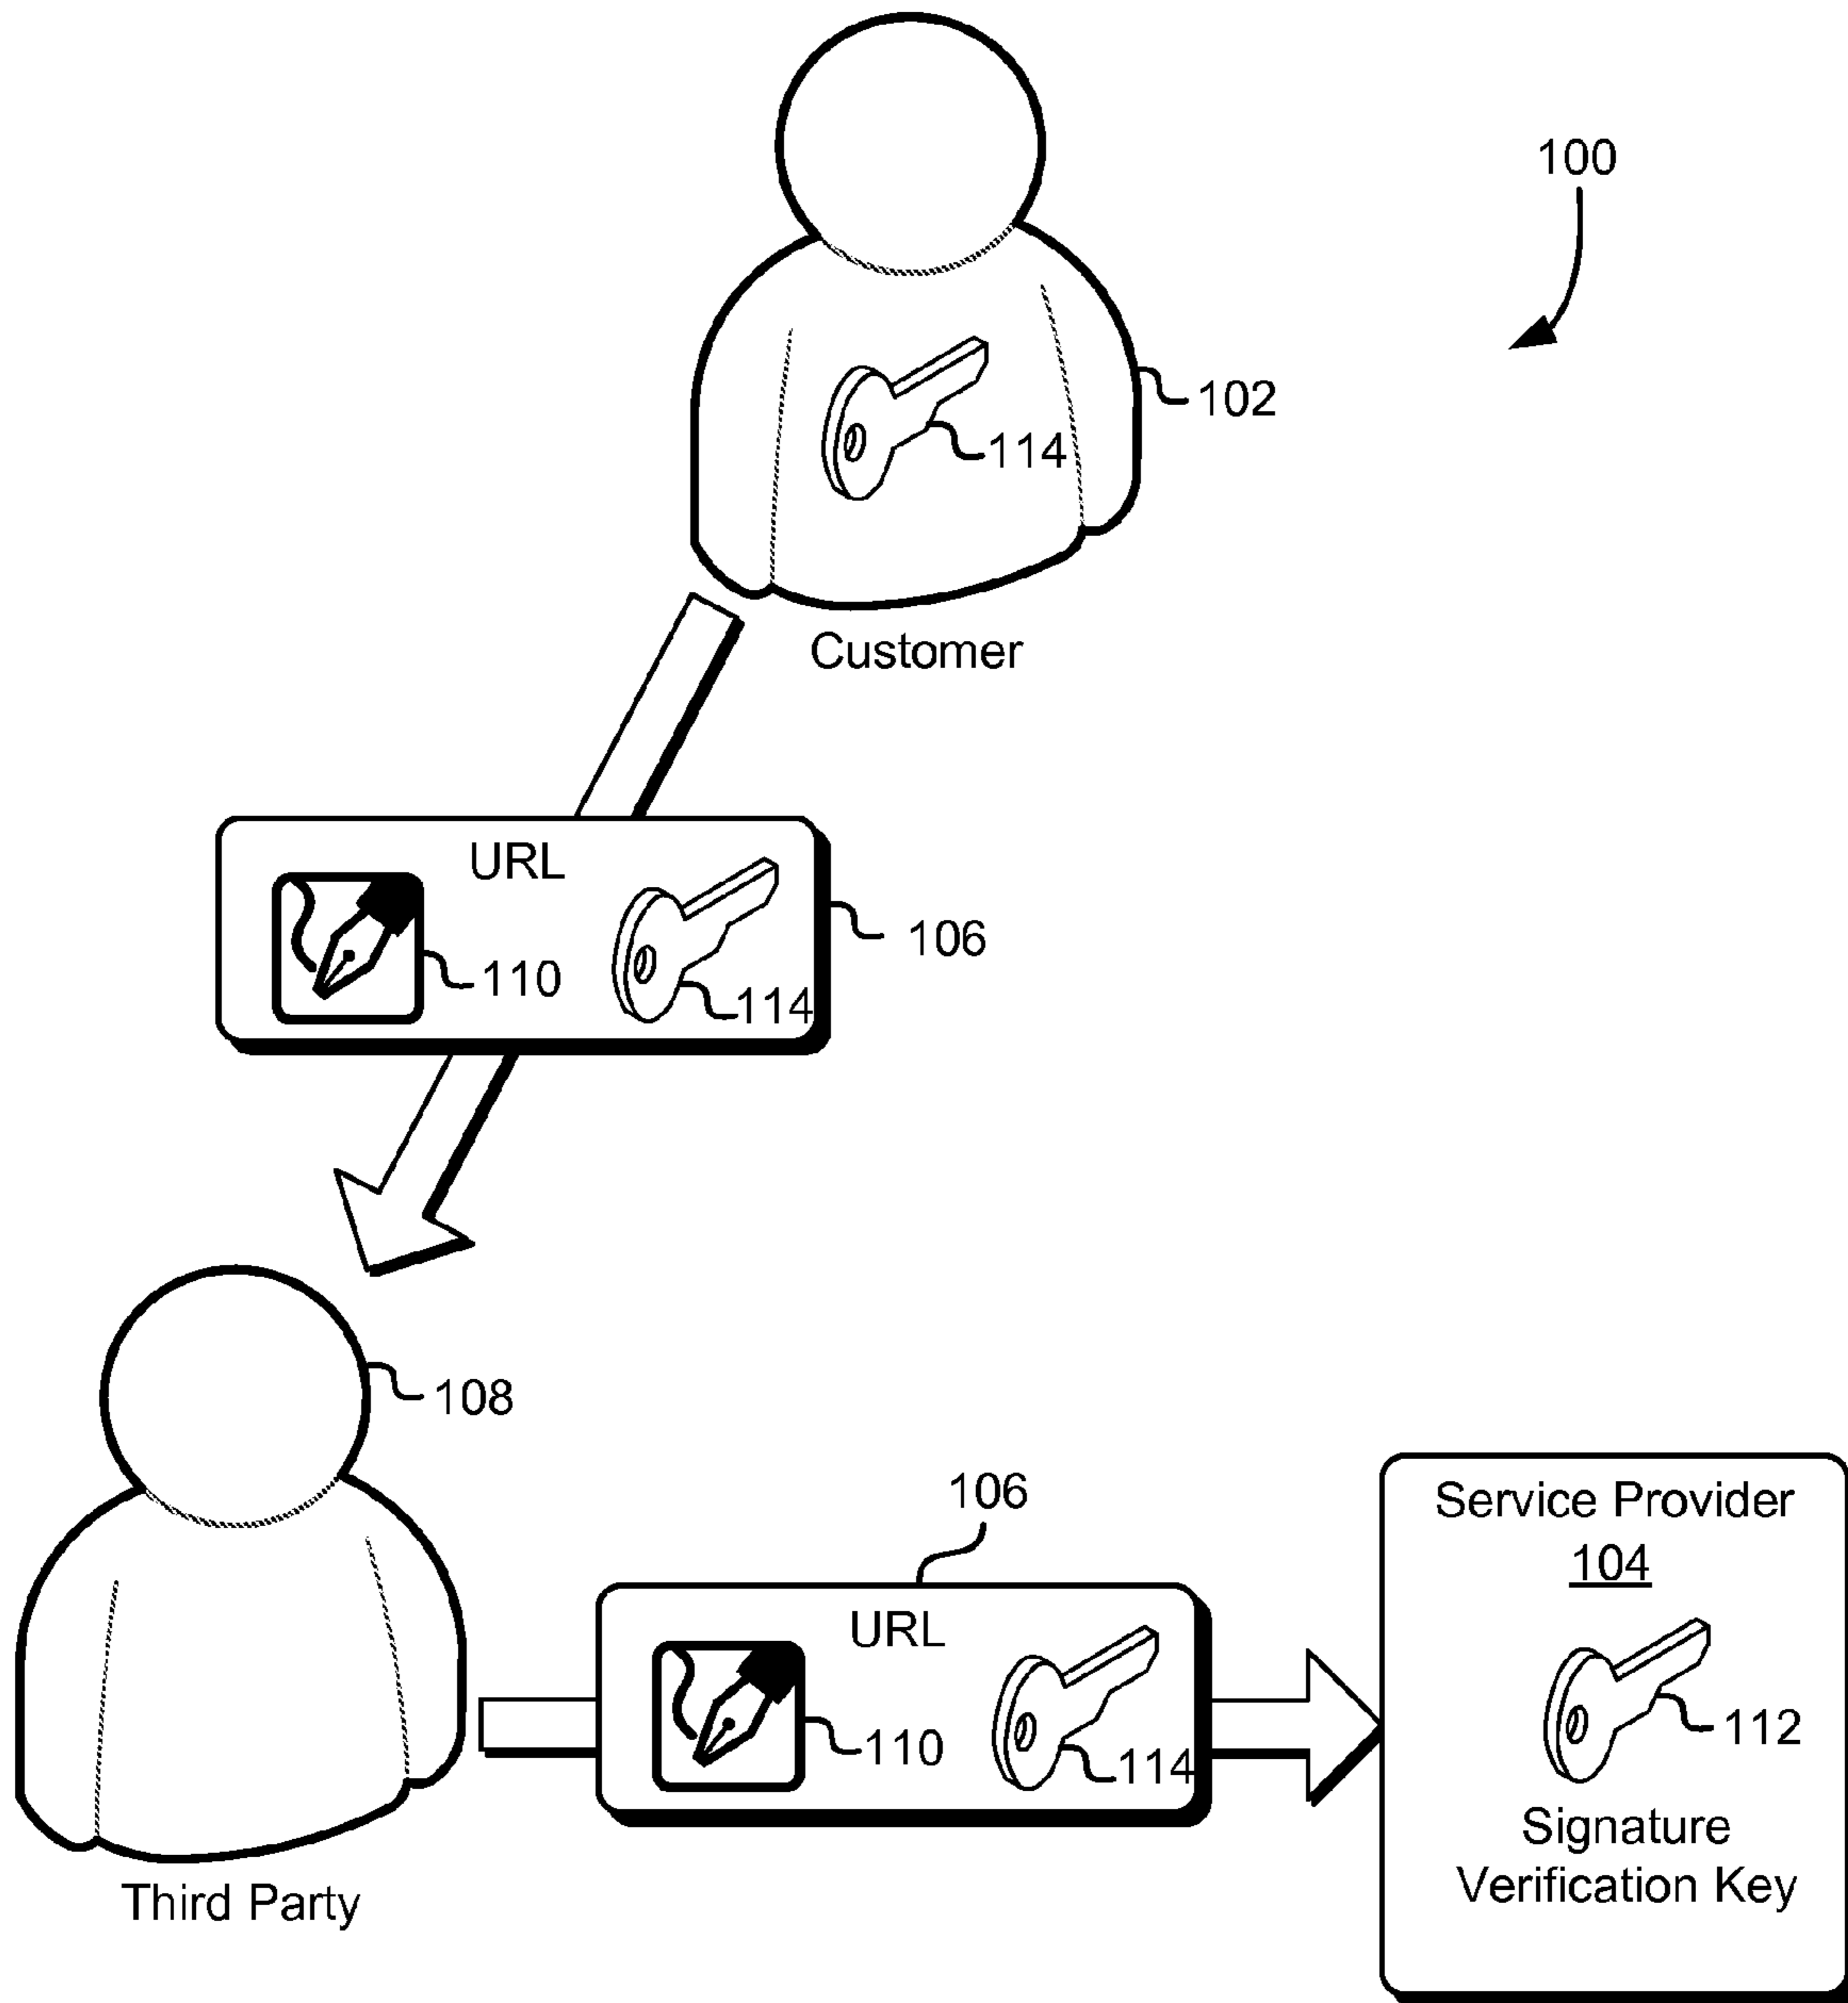 100
102
114
Customer
URL
106
110
114
108
106
Service Provider
104
URL
112
110
114
Signature
Verification Key
Third Party